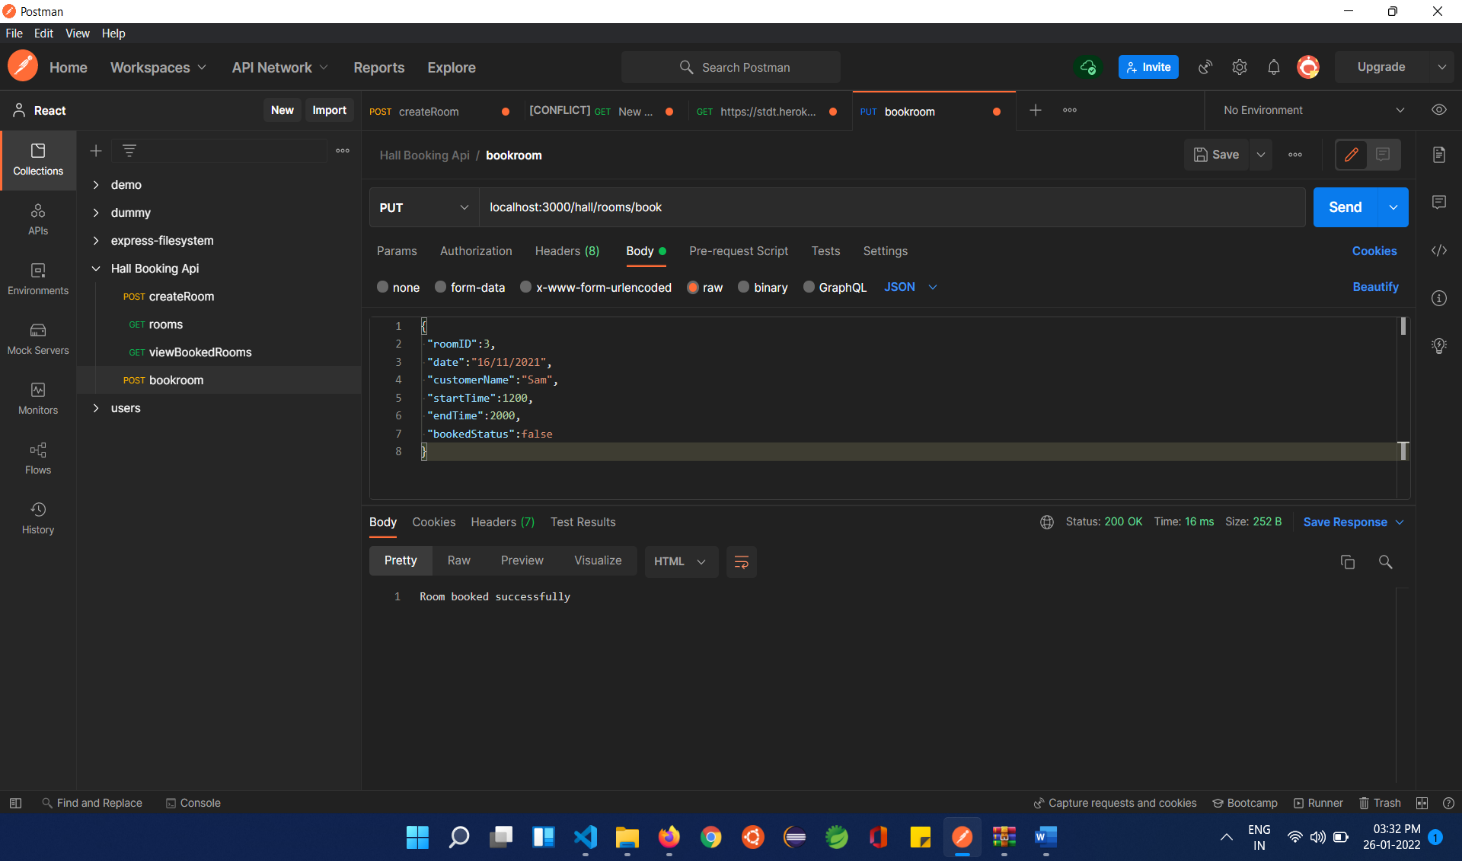 Postman
File Edit View Help
Home Workspaces API Network Reports Explore Search Postman Invite Upgrade
React New Import POST createRoom [CONFLICT] GET New ... GET https://stdt.herok... PUT bookroom No Environment
Collections
APIs
Environments
Mock Servers
Monitors
Flows
History
demo
dummy
express-filesystem
Hall Booking Api
POST createRoom
GET rooms
GET viewBookedRooms
POST bookroom
users
Hall Booking Api / bookroom Save
PUT localhost:3000/hall/rooms/book Send
Params Authorization Headers (8) Body Pre-request Script Tests Settings Cookies
none form-data x-www-form-urlencoded raw binary GraphQL JSON Beautify
1 {
2 "roomID":3,
3 "date":"16/11/2021",
4 "customerName":"Sam",
5 "startTime":1200,
6 "endTime":2000,
7 "bookedStatus":false
8 }
Body Cookies Headers (7) Test Results Status: 200 OK Time: 16 ms Size: 252 B Save Response
Pretty Raw Preview Visualize HTML
1 Room booked successfully
Find and Replace Console Capture requests and cookies Bootcamp Runner Trash
ENG
IN
03:32 PM
26-01-2022
1